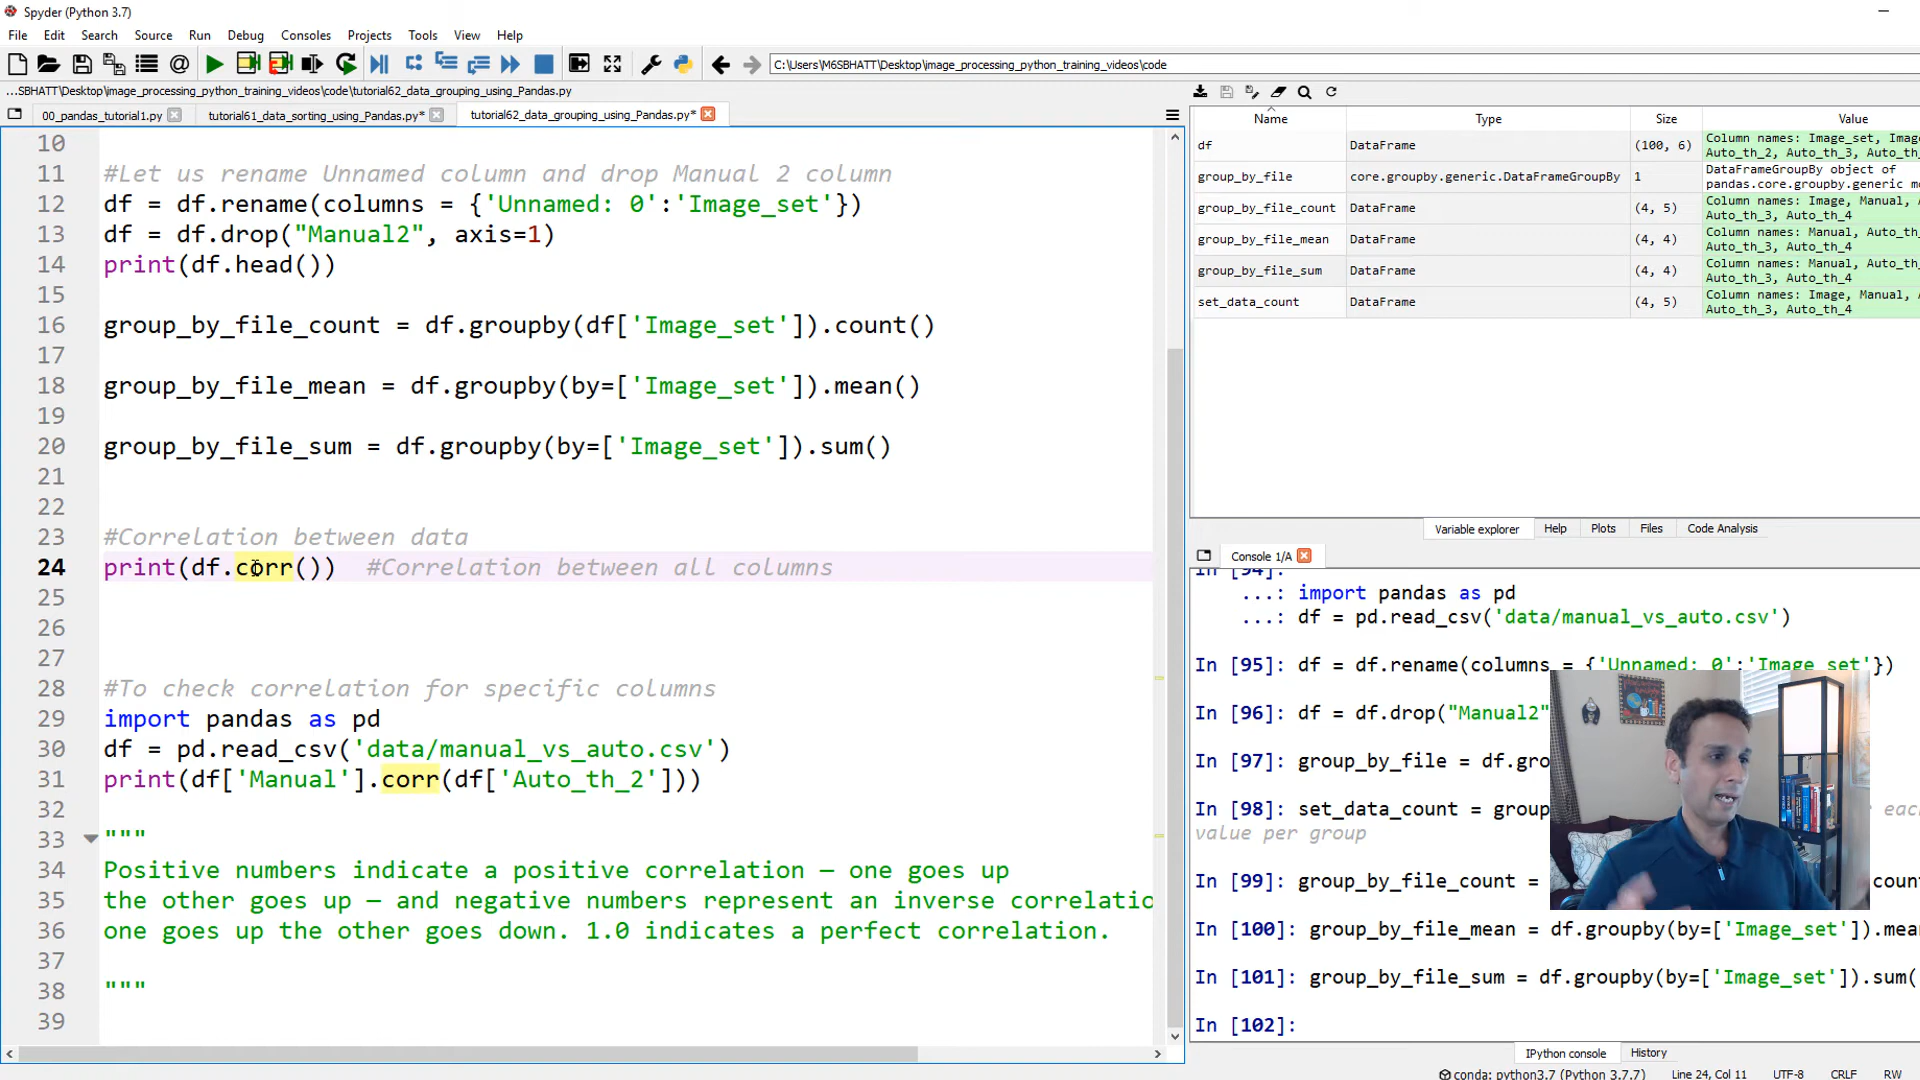 Spyder (Python 3.7)
File Edit Search Source Run Debug Consoles Projects Tools View Help
C:\Users\M6SBHATT\Desktop\image_processing_python_training_videos\code
...SBHATT\Desktop\image_processing_python_training_videos\code\tutorial62_data_grouping_using_Pandas.py
00_pandas_tutorial1.py tutorial61_data_sorting_using_Pandas.py* tutorial62_data_grouping_using_Pandas.py*
10
11 #Let us rename Unnamed column and drop Manual 2 column
12 df = df.rename(columns = {'Unnamed: 0':'Image_set'})
13 df = df.drop("Manual2", axis=1)
14 print(df.head())
15
16 group_by_file_count = df.groupby(df['Image_set']).count()
17
18 group_by_file_mean = df.groupby(by=['Image_set']).mean()
19
20 group_by_file_sum = df.groupby(by=['Image_set']).sum()
21
22
23 #Correlation between data
24 print(df.corr()) #Correlation between all columns
25
26
27
28 #To check correlation for specific columns
29 import pandas as pd
30 df = pd.read_csv('data/manual_vs_auto.csv')
31 print(df['Manual'].corr(df['Auto_th_2']))
32
33 """
34 Positive numbers indicate a positive correlation — one goes up
35 the other goes up — and negative numbers represent an inverse correlatio
36 one goes up the other goes down. 1.0 indicates a perfect correlation.
37
38 """
39
Name Type Size Value
df DataFrame (100, 6) Column names: Image_set, Imag
Auto_th_2, Auto_th_3, Auto_th
group_by_file core.groupby.generic.DataFrameGroupBy 1 DataFrameGroupBy object of
pandas.core.groupby.generic m
group_by_file_count DataFrame (4, 5) Column names: Image, Manual, A
Auto_th_3, Auto_th_4
group_by_file_mean DataFrame (4, 4) Column names: Manual, Auto_th_
Auto_th_3, Auto_th_4
group_by_file_sum DataFrame (4, 4) Column names: Manual, Auto_th_
Auto_th_3, Auto_th_4
set_data_count DataFrame (4, 5) Column names: Image, Manual, A
Auto_th_3, Auto_th_4
Variable explorer Help Plots Files Code Analysis
Console 1/A
In [94]:
...: import pandas as pd
...: df = pd.read_csv('data/manual_vs_auto.csv')
In [95]: df = df.rename(columns = {'Unnamed: 0':'Image_set'})
In [96]: df = df.drop("Manual2"
In [97]: group_by_file = df.gro
In [98]: set_data_count = group
value per group
In [99]: group_by_file_count = count
In [100]: group_by_file_mean = df.groupby(by=['Image_set']).mea
In [101]: group_by_file_sum = df.groupby(by=['Image_set']).sum(
In [102]:
IPython console History
conda: python3.7 (Python 3.7.7) Line 24, Col 11 UTF-8 CRLF RW